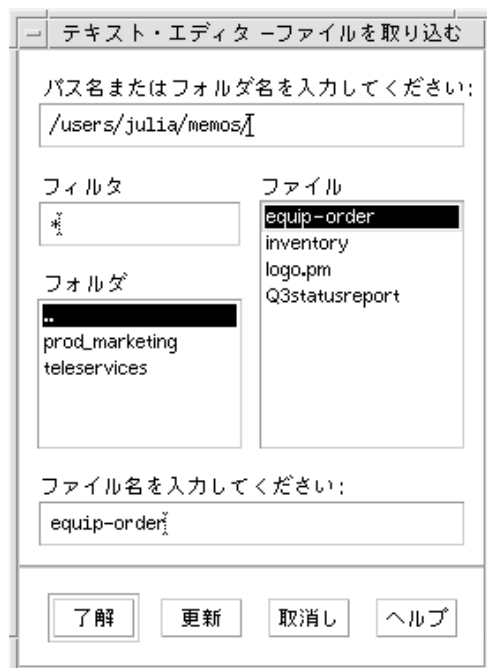 テキスト・エディタ −ファイルを取り込む
パス名またはフォルダ名を入力してください:
/users/julia/memos/
フィルタ
*
フォルダ
..
prod_marketing
teleservices
ファイル
equip-order
inventory
logo.pm
Q3statusreport
ファイル名を入力してください:
equip-order
了解 更新 取消し ヘルプ